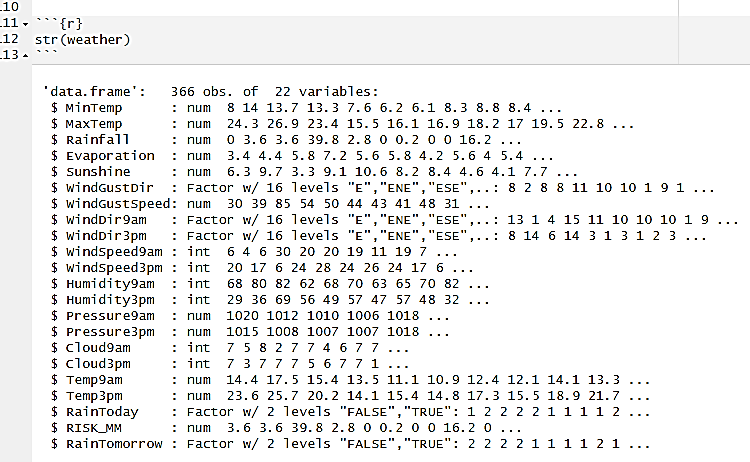 110
111 ```{r}
112 str(weather)
113 ```
'data.frame':   366 obs. of  22 variables:
 $ MinTemp      : num  8 14 13.7 13.3 7.6 6.2 6.1 8.3 8.8 8.4 ...
 $ MaxTemp      : num  24.3 26.9 23.4 15.5 16.1 16.9 18.2 17 19.5 22.8 ...
 $ Rainfall     : num  0 3.6 3.6 39.8 2.8 0 0.2 0 0 16.2 ...
 $ Evaporation  : num  3.4 4.4 5.8 7.2 5.6 5.8 4.2 5.6 4 5.4 ...
 $ Sunshine     : num  6.3 9.7 3.3 9.1 10.6 8.2 8.4 4.6 4.1 7.7 ...
 $ WindGustDir  : Factor w/ 16 levels "E","ENE","ESE",..: 8 2 8 8 11 10 10 1 9 1 ...
 $ WindGustSpeed: num  30 39 85 54 50 44 43 41 48 31 ...
 $ WindDir9am   : Factor w/ 16 levels "E","ENE","ESE",..: 13 1 4 15 11 10 10 10 1 9 ...
 $ WindDir3pm   : Factor w/ 16 levels "E","ENE","ESE",..: 8 14 6 14 3 1 3 1 2 3 ...
 $ WindSpeed9am : int  6 4 6 30 20 20 19 11 19 7 ...
 $ WindSpeed3pm : int  20 17 6 24 28 24 26 24 17 6 ...
 $ Humidity9am  : int  68 80 82 62 68 70 63 65 70 82 ...
 $ Humidity3pm  : int  29 36 69 56 49 57 47 57 48 32 ...
 $ Pressure9am  : num  1020 1012 1010 1006 1018 ...
 $ Pressure3pm  : num  1015 1008 1007 1007 1018 ...
 $ Cloud9am     : int  7 5 8 2 7 7 4 6 7 7 ...
 $ Cloud3pm     : int  7 3 7 7 7 5 6 7 7 1 ...
 $ Temp9am      : num  14.4 17.5 15.4 13.5 11.1 10.9 12.4 12.1 14.1 13.3 ...
 $ Temp3pm      : num  23.6 25.7 20.2 14.1 15.4 14.8 17.3 15.5 18.9 21.7 ...
 $ RainToday    : Factor w/ 2 levels "FALSE","TRUE": 1 2 2 2 2 1 1 1 1 2 ...
 $ RISK_MM      : num  3.6 3.6 39.8 2.8 0 0.2 0 0 16.2 0 ...
 $ RainTomorrow : Factor w/ 2 levels "FALSE","TRUE": 2 2 2 2 1 1 1 1 2 1 ...